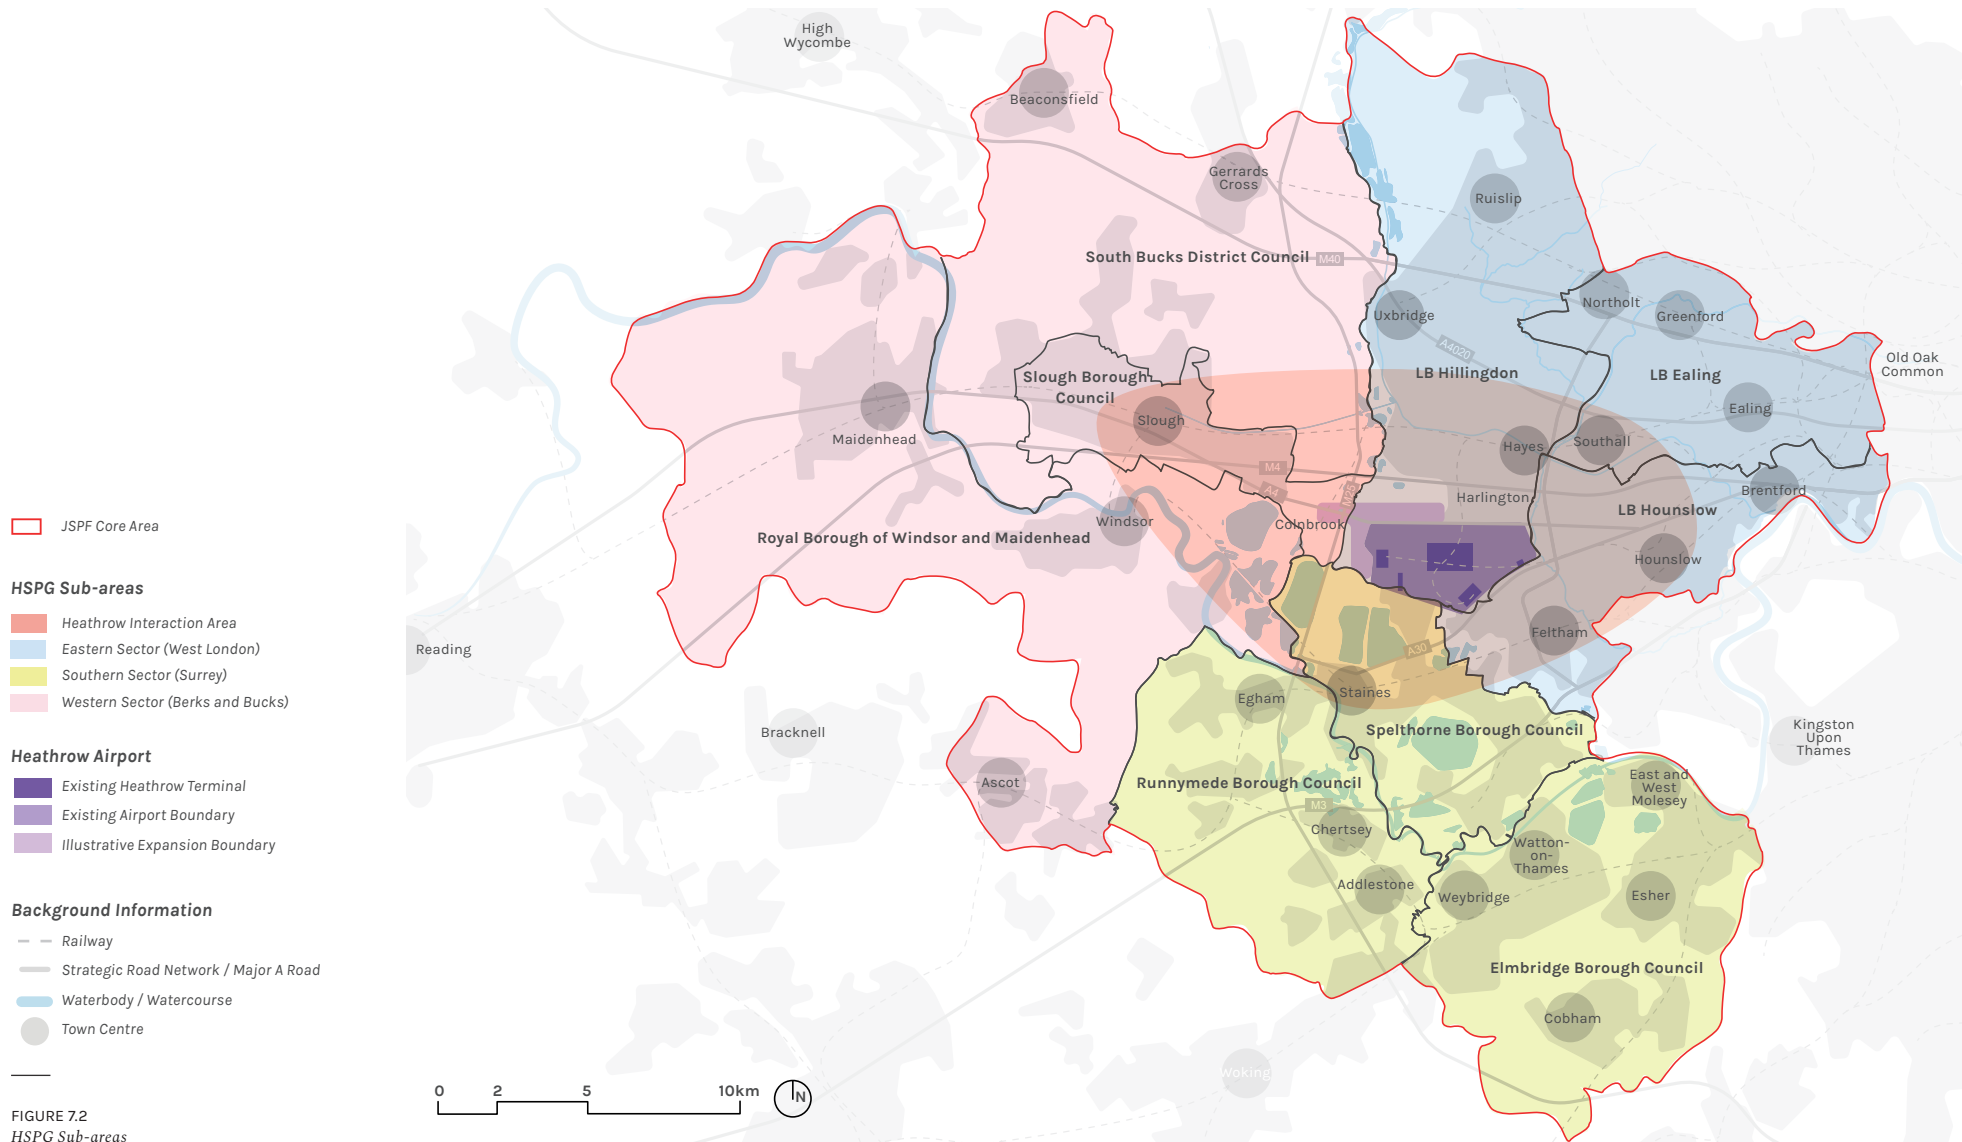 High
Wycombe
Beaconsfield
Gerrards
Cross
Ruislip
South Bucks District Council
M40
Northolt
Uxbridge
Greenford
A4020
Old Oak
Common
Slough Borough
Council
LB Hillingdon
LB Ealing
Slough
Ealing
Maidenhead
Hayes
Southall
M4
A4
M25
Harlington
Brentford
Windsor
Colnbrook
LB Hounslow
Royal Borough of Windsor and Maidenhead
Hounslow
Feltham
A30
Reading
Egham
Staines
Bracknell
Spelthorne Borough Council
Kingston
Upon
Thames
Ascot
Runnymede Borough Council
East and
West
Molesey
M3
Chertsey
Watton-
on-
Thames
Addlestone
Weybridge
Esher
Elmbridge Borough Council
Cobham
Woking
JSPF Core Area
HSPG Sub-areas
Heathrow Interaction Area
Eastern Sector (West London)
Southern Sector (Surrey)
Western Sector (Berks and Bucks)
Heathrow Airport
Existing Heathrow Terminal
Existing Airport Boundary
Illustrative Expansion Boundary
Background Information
Railway
Strategic Road Network / Major A Road
Waterbody / Watercourse
Town Centre
0 2 5 10km
N
FIGURE 7.2
HSPG Sub-areas